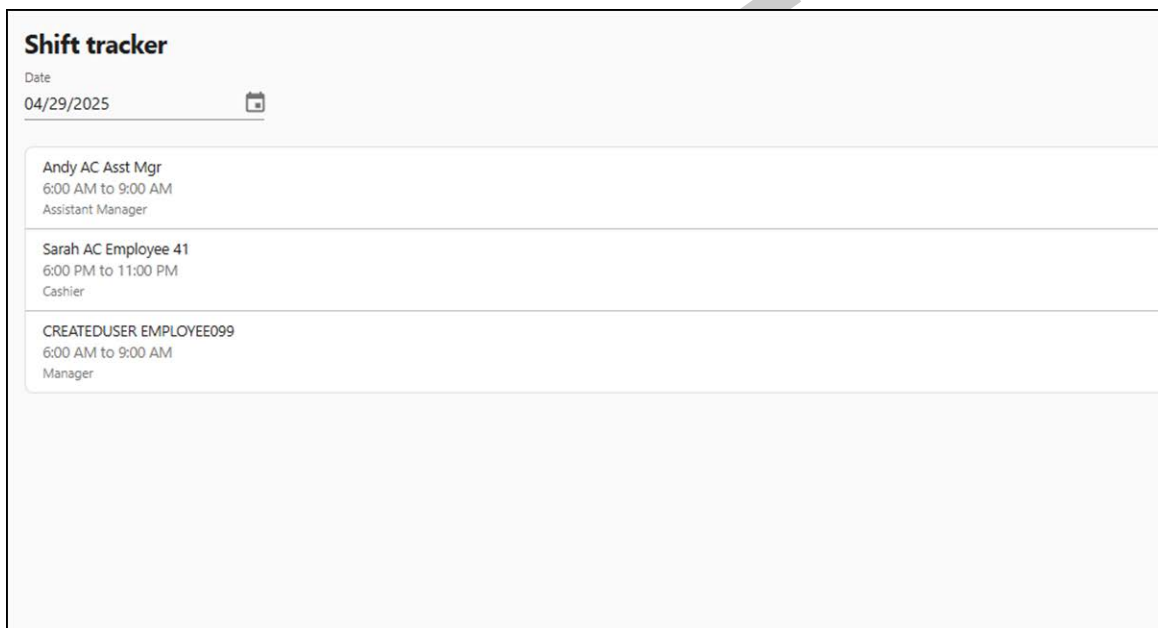 Shift tracker
Date
04/29/2025
Andy AC Asst Mgr
6:00 AM to 9:00 AM
Assistant Manager
Sarah AC Employee 41
6:00 PM to 11:00 PM
Cashier
CREATEDUSER EMPLOYEE099
6:00 AM to 9:00 AM
Manager